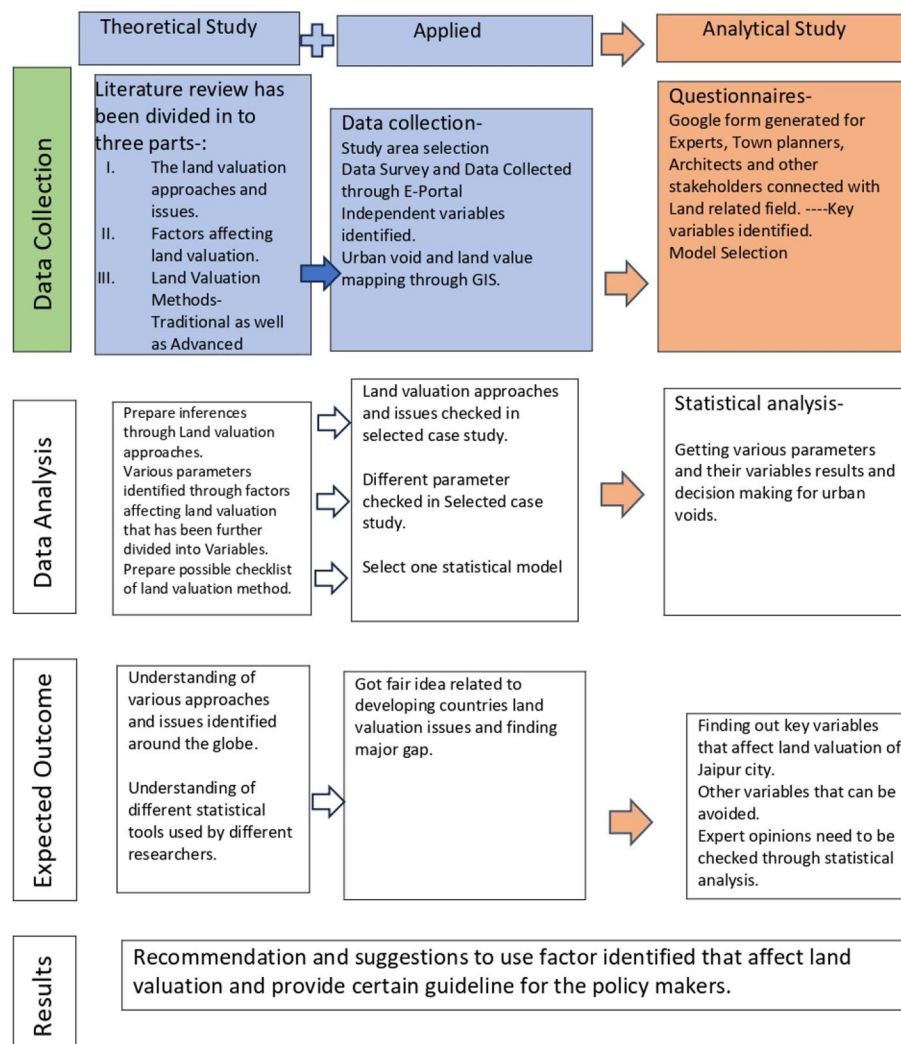 Theoretical Study
Applied
Analytical Study
Data Collection
Literature review has
been divided in to
three parts-:
I. The land valuation
approaches and
issues.
II. Factors affecting
land valuation.
III. Land Valuation
Methods-
Traditional as well
as Advanced
Data collection-
Study area selection
Data Survey and Data Collected
through E-Portal
Independent variables
identified.
Urban void and land value
mapping through GIS.
Questionnaires-
Google form generated for
Experts, Town planners,
Architects and other
stakeholders connected with
Land related field. ----Key
variables identified.
Model Selection
Data Analysis
Prepare inferences
through Land valuation
approaches.
Various parameters
identified through factors
affecting land valuation
that has been further
divided into Variables.
Prepare possible checklist
of land valuation method.
Land valuation approaches
and issues checked in
selected case study.
Different parameter
checked in Selected case
study.
Select one statistical model
Statistical analysis-
Getting various parameters
and their variables results and
decision making for urban
voids.
Expected Outcome
Understanding of
various approaches
and issues identified
around the globe.
Understanding of
different statistical
tools used by different
researchers.
Got fair idea related to
developing countries land
valuation issues and finding
major gap.
Finding out key variables
that affect land valuation of
Jaipur city.
Other variables that can be
avoided.
Expert opinions need to be
checked through statistical
analysis.
Results
Recommendation and suggestions to use factor identified that affect land
valuation and provide certain guideline for the policy makers.